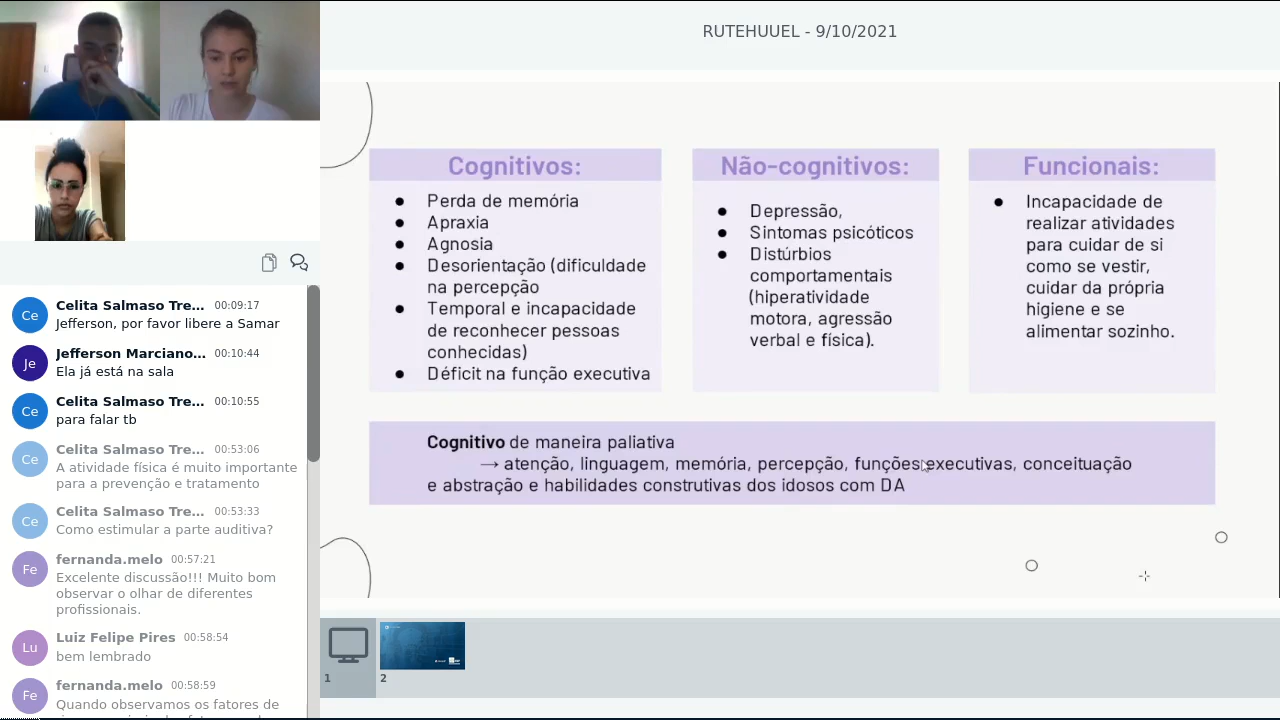 RUTEHUUEL - 9/10/2021
Cognitivos:
● Perda de memória
● Apraxia
● Agnosia
● Desorientação (dificuldade
na percepção
● Temporal e incapacidade
de reconhecer pessoas
conhecidas)
● Déficit na função executiva
Não-cognitivos:
● Depressão,
● Sintomas psicóticos
● Distúrbios
comportamentais
(hiperatividade
motora, agressão
verbal e física).
Funcionais:
● Incapacidade de
realizar atividades
para cuidar de si
como se vestir,
cuidar da própria
higiene e se
alimentar sozinho.
Cognitivo de maneira paliativa
→ atenção, linguagem, memória, percepção, funções executivas, conceituação
e abstração e habilidades construtivas dos idosos com DA
Ce
Celita Salmaso Tre... 00:09:17
Jefferson, por favor libere a Samar
Je
Jefferson Marciano... 00:10:44
Ela já está na sala
Ce
Celita Salmaso Tre... 00:10:55
para falar tb
Ce
Celita Salmaso Tre... 00:53:06
A atividade física é muito importante
para a prevenção e tratamento
Ce
Celita Salmaso Tre... 00:53:33
Como estimular a parte auditiva?
Fe
fernanda.melo 00:57:21
Excelente discussão!!! Muito bom
observar o olhar de diferentes
profissionais.
Lu
Luiz Felipe Pires 00:58:54
bem lembrado
Fe
fernanda.melo 00:58:59
Quando observamos os fatores de
1
2